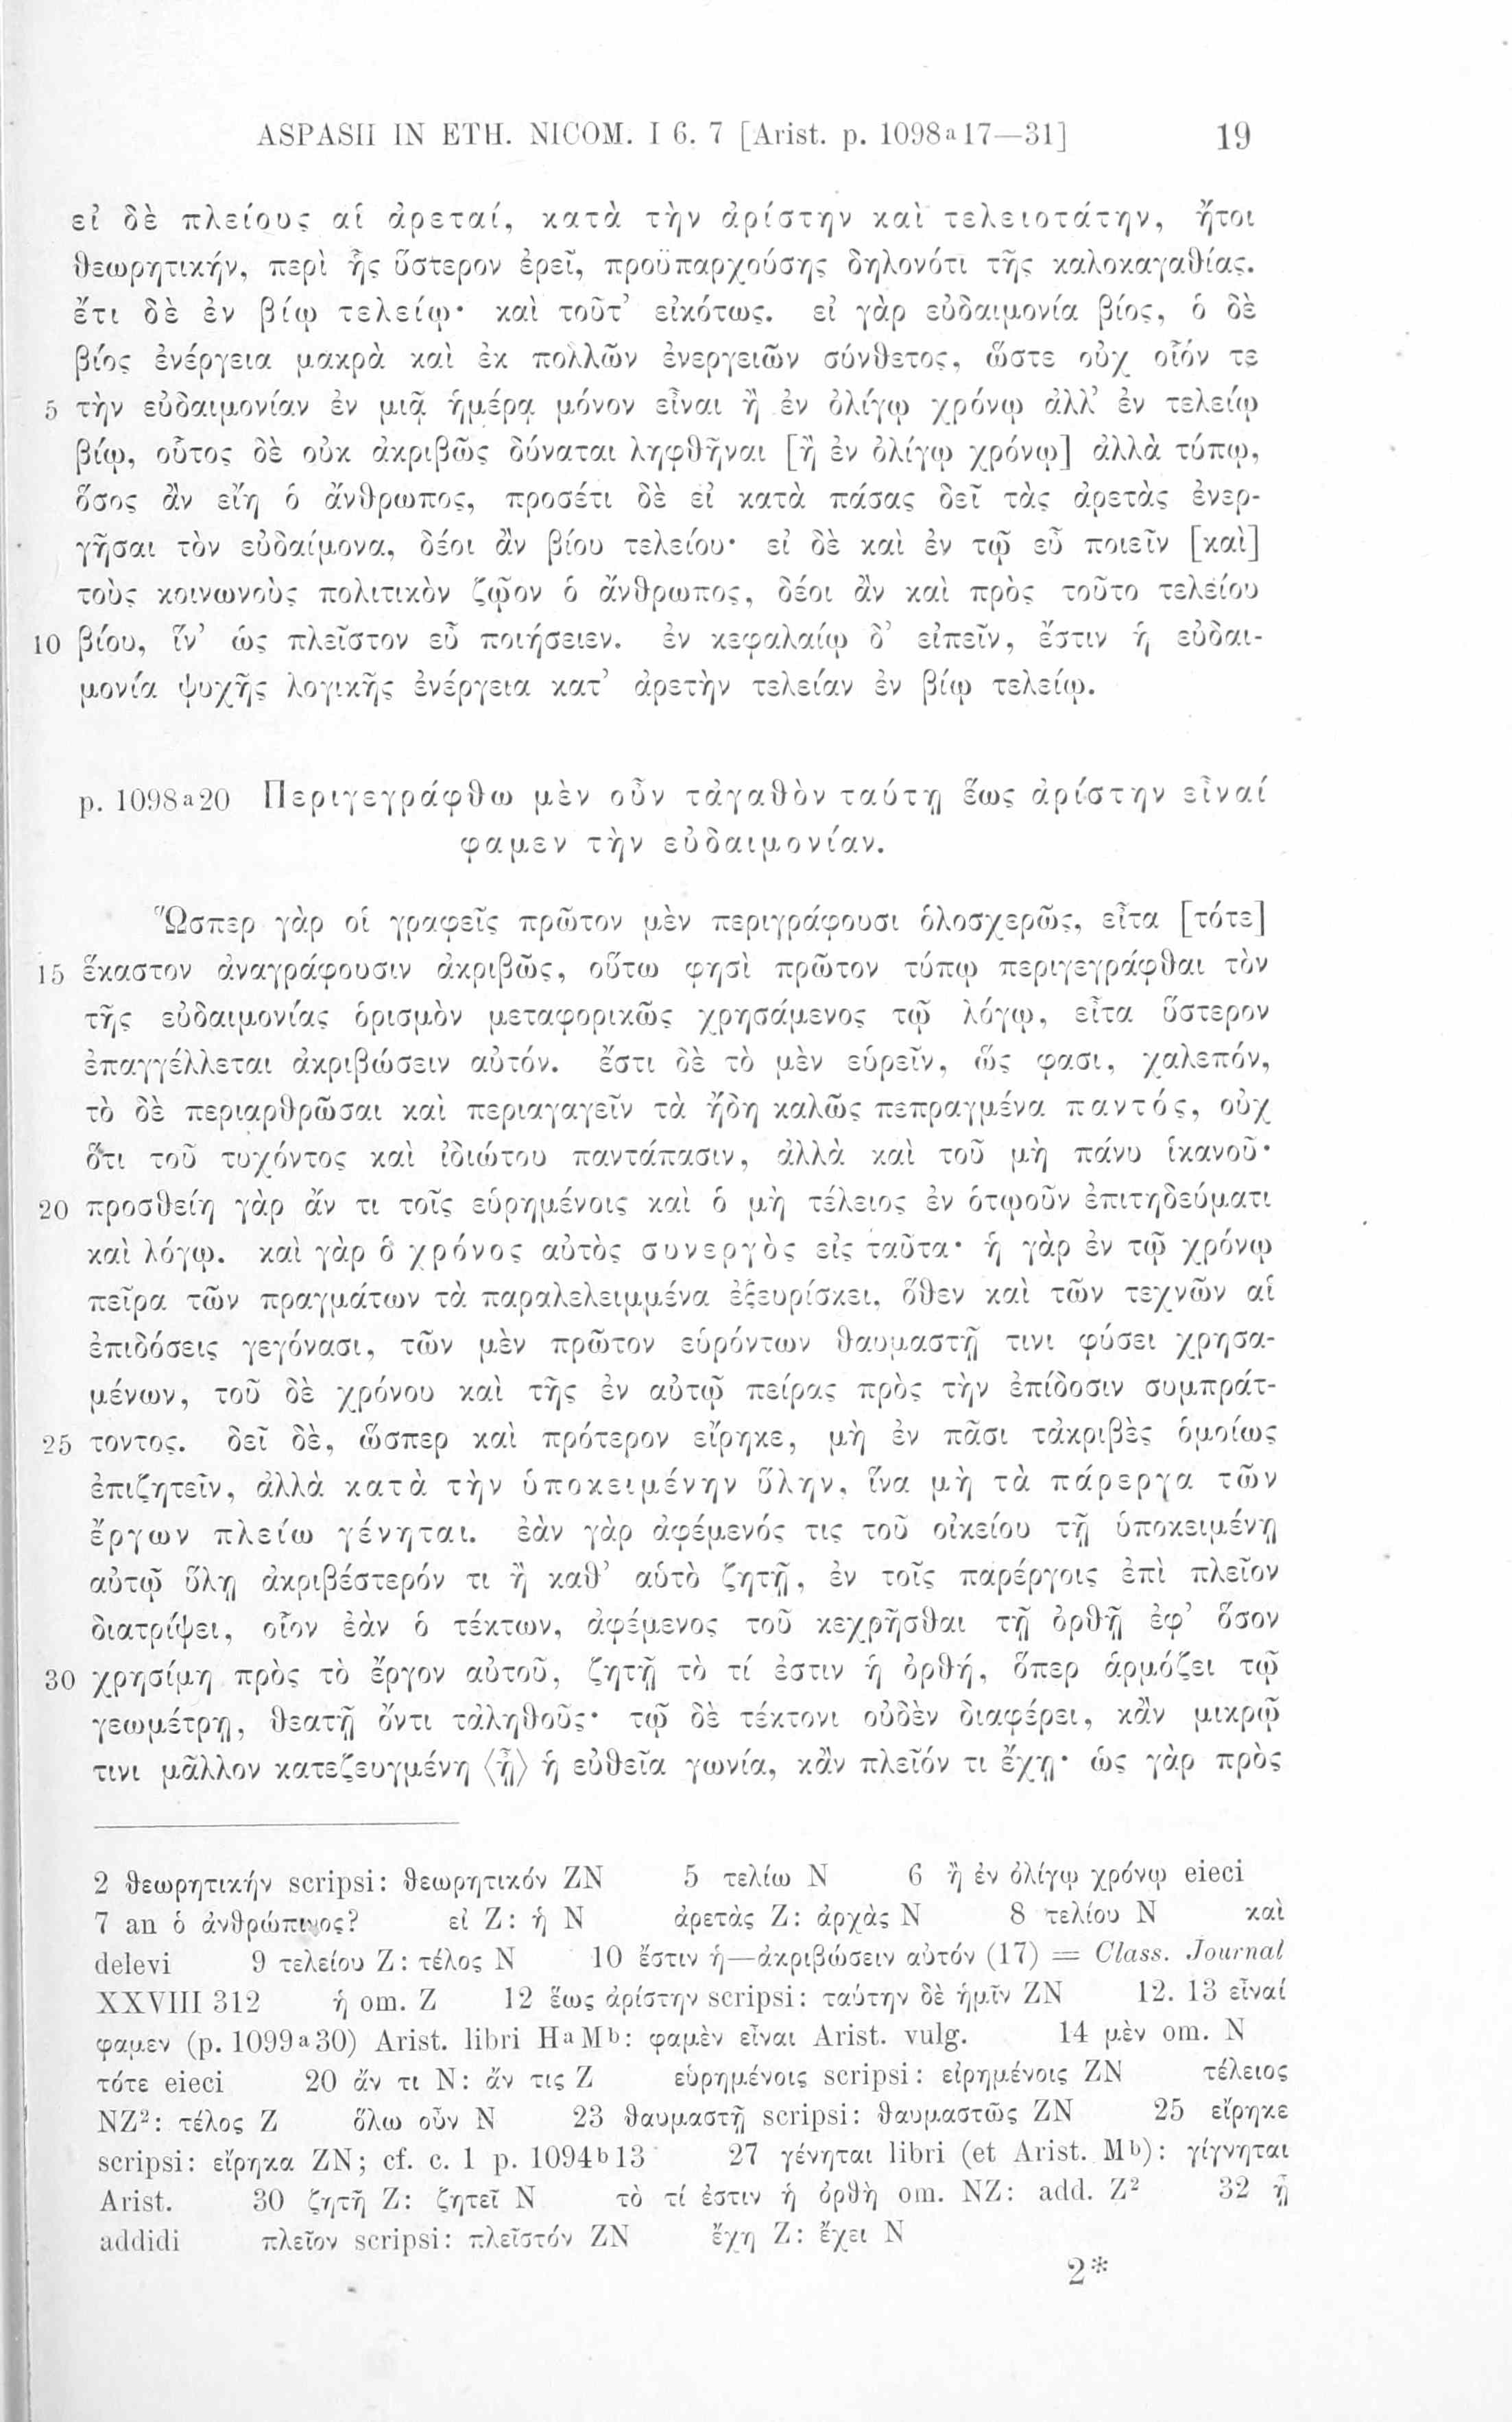 ASPASII IN ETH. NICOM. I 6. 7 [Arist. p. 1098a17—31] 19
εἰ δὲ πλείους αἱ ἀρεταί, κατὰ τὴν ἀρίστην καὶ τελειοτάτην, ἤτοι
θεωρητικήν, περὶ ἧς ὕστερον ἐρεῖ, προϋπαρχούσης δηλονότι τῆς καλοκαγαθίας.
ἔτι δὲ ἐν βίῳ τελείῳ· καὶ τοῦτ’ εἰκότως. εἰ γὰρ εὐδαιμονία βίος, ὁ δὲ
βίος ἐνέργεια μακρὰ καὶ ἐκ πολλῶν ἐνεργειῶν σύνθετος, ὥστε οὐχ οἷόν τε
5 τὴν εὐδαιμονίαν ἐν μιᾷ ἡμέρᾳ μόνον εἶναι ἢ ἐν ὀλίγῳ χρόνῳ ἀλλ’ ἐν τελείῳ
βίῳ, οὗτος δὲ οὐκ ἀκριβῶς δύναται ληφθῆναι [ἢ ἐν ὀλίγῳ χρόνῳ] ἀλλὰ τύπῳ,
ὅσος ἂν εἴη ὁ ἄνθρωπος, προσέτι δὲ εἰ κατὰ πάσας δεῖ τὰς ἀρετὰς ἐνερ-
γῆσαι τὸν εὐδαίμονα, δέοι ἂν βίου τελείου· εἰ δὲ καὶ ἐν τῷ εὖ ποιεῖν [καὶ]
τοὺς κοινωνοὺς πολιτικὸν ζῷον ὁ ἄνθρωπος, δέοι ἂν καὶ πρὸς τοῦτο τελείου
10 βίου, ἵν’ ὡς πλεῖστον εὖ ποιήσειεν. ἐν κεφαλαίῳ δ’ εἰπεῖν, ἔστιν ἡ εὐδαι-
μονία ψυχῆς λογικῆς ἐνέργεια κατ’ ἀρετὴν τελείαν ἐν βίῳ τελείῳ.
p. 1098a20 Περιγεγράφθω μὲν οὖν τἀγαθὸν ταύτῃ ἕως ἀρίστην εἶναί
φαμεν τὴν εὐδαιμονίαν.
Ὥσπερ γὰρ οἱ γραφεῖς πρῶτον μὲν περιγράφουσι ὁλοσχερῶς, εἶτα [τότε]
15 ἕκαστον ἀναγράφουσιν ἀκριβῶς, οὕτω φησὶ πρῶτον τύπῳ περιγεγράφθαι τὸν
τῆς εὐδαιμονίας ὁρισμὸν μεταφορικῶς χρησάμενος τῷ λόγῳ, εἶτα ὕστερον
ἐπαγγέλλεται ἀκριβώσειν αὐτόν. ἔστι δὲ τὸ μὲν εὑρεῖν, ὥς φασι, χαλεπόν,
τὸ δὲ περιαρθρῶσαι καὶ περιαγαγεῖν τὰ ἤδη καλῶς πεπραγμένα παντός, οὐχ
ὅτι τοῦ τυχόντος καὶ ἰδιώτου παντάπασιν, ἀλλὰ καὶ τοῦ μὴ πάνυ ἱκανοῦ·
20 προσθείη γὰρ ἄν τι τοῖς εὑρημένοις καὶ ὁ μὴ τέλειος ἐν ὁτῳοῦν ἐπιτηδεύματι
καὶ λόγῳ. καὶ γὰρ ὁ χρόνος αὐτὸς συνεργὸς εἰς ταῦτα· ἡ γὰρ ἐν τῷ χρόνῳ
πεῖρα τῶν πραγμάτων τὰ παραλελειμμένα ἐξευρίσκει, ὅθεν καὶ τῶν τεχνῶν αἱ
ἐπιδόσεις γεγόνασι, τῶν μὲν πρῶτον εὑρόντων θαυμαστῇ τινι φύσει χρησα-
μένων, τοῦ δὲ χρόνου καὶ τῆς ἐν αὐτῷ πείρας πρὸς τὴν ἐπίδοσιν συμπράτ-
25 τοντος. δεῖ δὲ, ὥσπερ καὶ πρότερον εἴρηκε, μὴ ἐν πᾶσι τἀκριβὲς ὁμοίως
ἐπιζητεῖν, ἀλλὰ κατὰ τὴν ὑποκειμένην ὕλην, ἵνα μὴ τὰ πάρεργα τῶν
ἔργων πλείω γένηται. ἐὰν γὰρ ἀφέμενός τις τοῦ οἰκείου τῇ ὑποκειμένῃ
αὐτῷ ὕλῃ ἀκριβέστερόν τι ἢ καθ’ αὑτὸ ζητῇ, ἐν τοῖς παρέργοις ἐπὶ πλεῖον
διατρίψει, οἷον ἐὰν ὁ τέκτων, ἀφέμενος τοῦ κεχρῆσθαι τῇ ὀρθῇ ἐφ’ ὅσον
30 χρησίμη πρὸς τὸ ἔργον αὐτοῦ, ζητῇ τὸ τί ἐστιν ἡ ὀρθή, ὅπερ ἁρμόζει τῷ
γεωμέτρῃ, θεατῇ ὄντι τἀληθοῦς· τῷ δὲ τέκτονι οὐδὲν διαφέρει, κἂν μικρῷ
τινι μᾶλλον κατεζευγμένη ⟨ᾖ⟩ ἡ εὐθεῖα γωνία, κἂν πλεῖόν τι ἔχῃ· ὡς γὰρ πρὸς
2 θεωρητικήν scripsi: θεωρητικόν ZN 5 τελίω N 6 ἢ ἐν ὀλίγῳ χρόνῳ eieci
7 an ὁ ἀνθρώπινος? εἰ Z: ἡ N ἀρετὰς Z: ἀρχὰς N 8 τελίου N καὶ
delevi 9 τελείου Z: τέλος N 10 ἔστιν ἡ—ἀκριβώσειν αὐτόν (17) = Class. Journal
XXVIII 312 ἡ om. Z 12 ἕως ἀρίστην scripsi: ταύτην δὲ ἡμῖν ZN 12. 13 εἶναί
φαμεν (p. 1099a30) Arist. libri HaMb: φαμὲν εἶναι Arist. vulg. 14 μὲν om. N
τότε eieci 20 ἄν τι N: ἄν τις Z εὑρημένοις scripsi: εἰρημένοις ZN τέλειος
NZ²: τέλος Z ὅλω οὖν N 23 θαυμαστῇ scripsi: θαυμαστῶς ZN 25 εἴρηκε
scripsi: εἴρηκα ZN; cf. c. 1 p. 1094b13 27 γένηται libri (et Arist. Mb): γίγνηται
Arist. 30 ζητῇ Z: ζητεῖ N τὸ τί ἐστιν ἡ ὀρθὴ om. NZ: add. Z² 32 ᾖ
addidi πλεῖον scripsi: πλεῖστόν ZN ἔχῃ Z: ἔχει N
2*